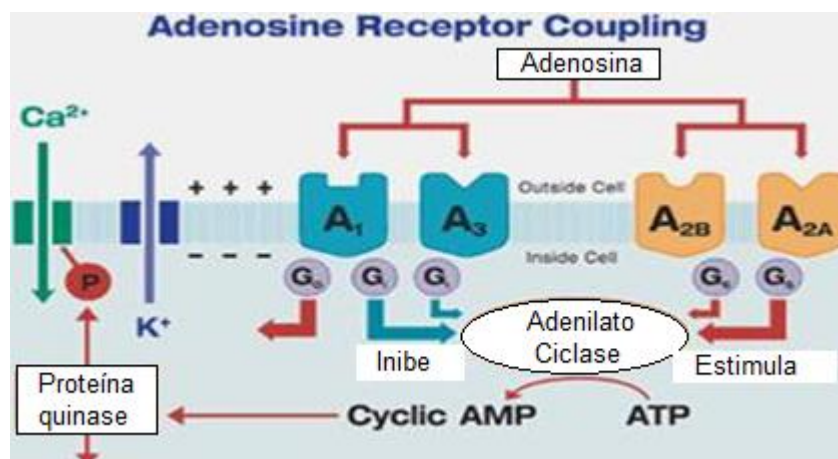 Adenosine Receptor Coupling
Adenosina
Ca²⁺
+ + +
Outside Cell
A₁
A₃
A₂B
A₂A
– – –
Inside Cell
P
K⁺
G
Gᵢ
Gᵢ
Gₛ
Gₛ
Adenilato
Ciclase
Inibe
Estimula
Proteína
quinase
Cyclic AMP
ATP